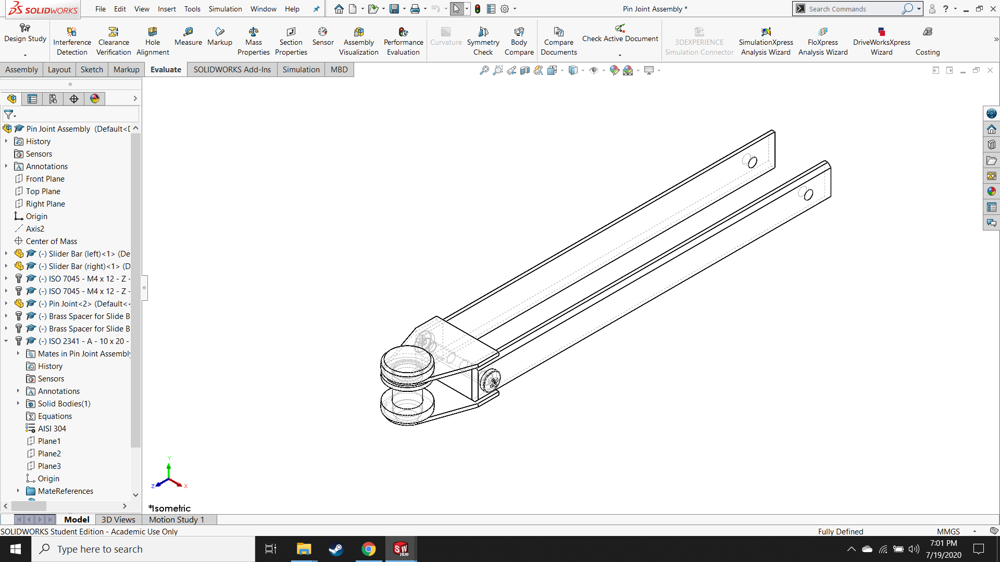 SOLIDWORKS
File Edit View Insert Tools Simulation Window Help
Pin Joint Assembly *
Search Commands
?
Design Study
Interference Detection
Clearance Verification
Hole Alignment
Measure
Markup
Mass Properties
Section Properties
Sensor
Assembly Visualization
Performance Evaluation
Curvature
Symmetry Check
Body Compare
Compare Documents
Check Active Document
3DEXPERIENCE Simulation Connector
SimulationXpress Analysis Wizard
FloXpress Analysis Wizard
DriveWorksXpress Wizard
Costing
Assembly Layout Sketch Markup Evaluate SOLIDWORKS Add-Ins Simulation MBD
Pin Joint Assembly (Default<
History
Sensors
Annotations
Front Plane
Top Plane
Right Plane
Origin
Axis2
Center of Mass
(-) Slider Bar (left)<1> (De
(-) Slider Bar (right)<1> (D
(-) ISO 7045 - M4 x 12 - Z -
(-) ISO 7045 - M4 x 12 - Z -
(-) Pin Joint<2> (Default<<
(-) Brass Spacer for Slide B
(-) Brass Spacer for Slide B
(-) ISO 2341 - A - 10 x 20 -
Mates in Pin Joint Assembly
History
Sensors
Annotations
Solid Bodies(1)
Equations
AISI 304
Plane1
Plane2
Plane3
Origin
MateReferences
Y
Z
X
*Isometric
Model 3D Views Motion Study 1
SOLIDWORKS Student Edition - Academic Use Only
Fully Defined
MMGS
Type here to search
SW
2020
7:01 PM
7/19/2020